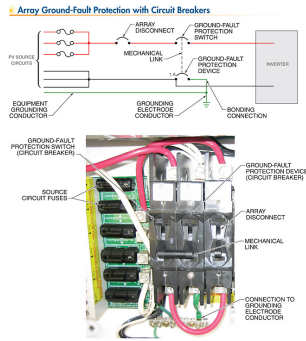 Array Ground-Fault Protection with Circuit Breakers
ARRAY
DISCONNECT
GROUND-FAULT
PROTECTION
SWITCH
MECHANICAL
LINK
PV SOURCE
CIRCUITS
GROUND-FAULT
PROTECTION
DEVICE
INVERTER
1 A
EQUIPMENT
GROUNDING
CONDUCTOR
GROUNDING
ELECTRODE
CONDUCTOR
BONDING
CONNECTION
GROUND-FAULT
PROTECTION SWITCH
(CIRCUIT BREAKER)
GROUND-FAULT
PROTECTION DEVICE
(CIRCUIT BREAKER)
SOURCE
CIRCUIT FUSES
ARRAY
DISCONNECT
MECHANICAL
LINK
CONNECTION TO
GROUNDING
ELECTRODE
CONDUCTOR